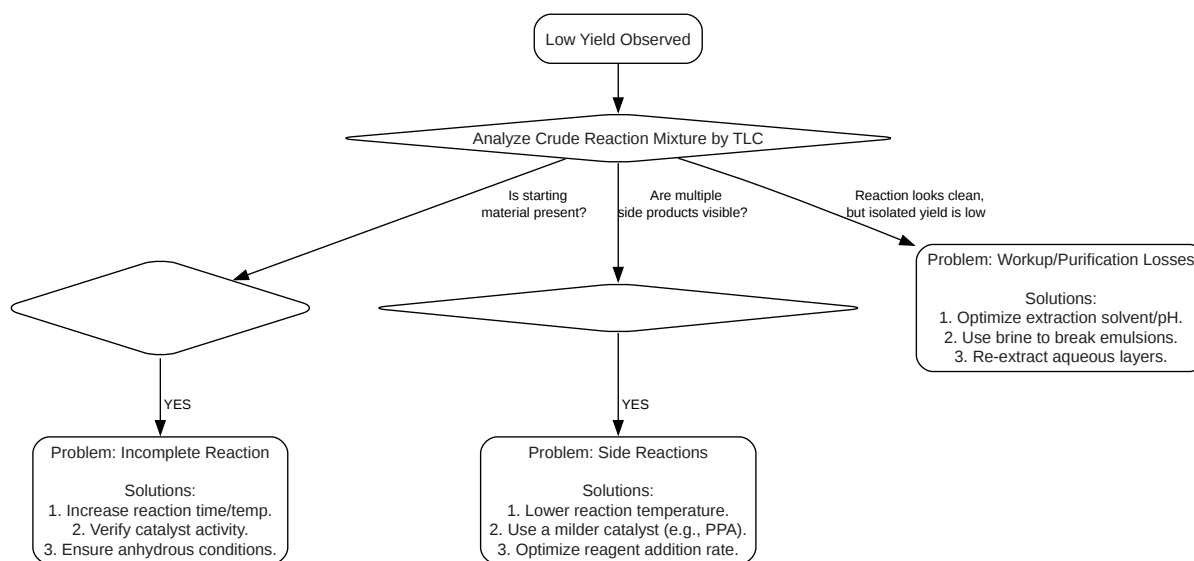 Low Yield Observed
Analyze Crude Reaction Mixture by TLC
Is starting
material present?
Are multiple
side products visible?
Reaction looks clean,
but isolated yield is low
Problem: Workup/Purification Losses
Solutions:
1. Optimize extraction solvent/pH.
2. Use brine to break emulsions.
3. Re-extract aqueous layers.
YES
YES
Problem: Incomplete Reaction
Solutions:
1. Increase reaction time/temp.
2. Verify catalyst activity.
3. Ensure anhydrous conditions.
Problem: Side Reactions
Solutions:
1. Lower reaction temperature.
2. Use a milder catalyst (e.g., PPA).
3. Optimize reagent addition rate.